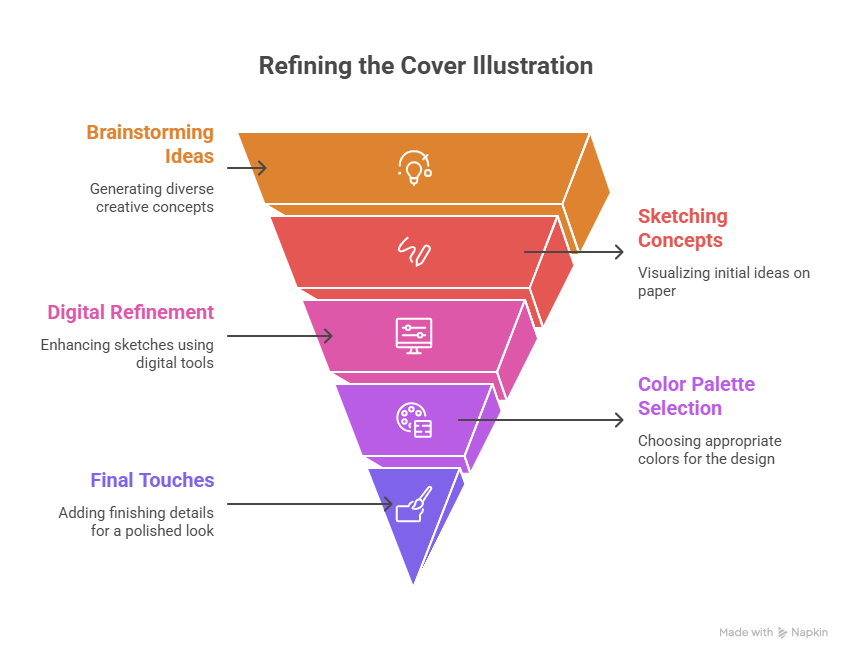 Refining the Cover Illustration
Brainstorming
Ideas
Generating diverse
creative concepts
Sketching
Concepts
Visualizing initial ideas on
paper
Digital Refinement
Enhancing sketches using
digital tools
Color Palette
Selection
Choosing appropriate
colors for the design
Final Touches
Adding finishing details
for a polished look
Made with Napkin